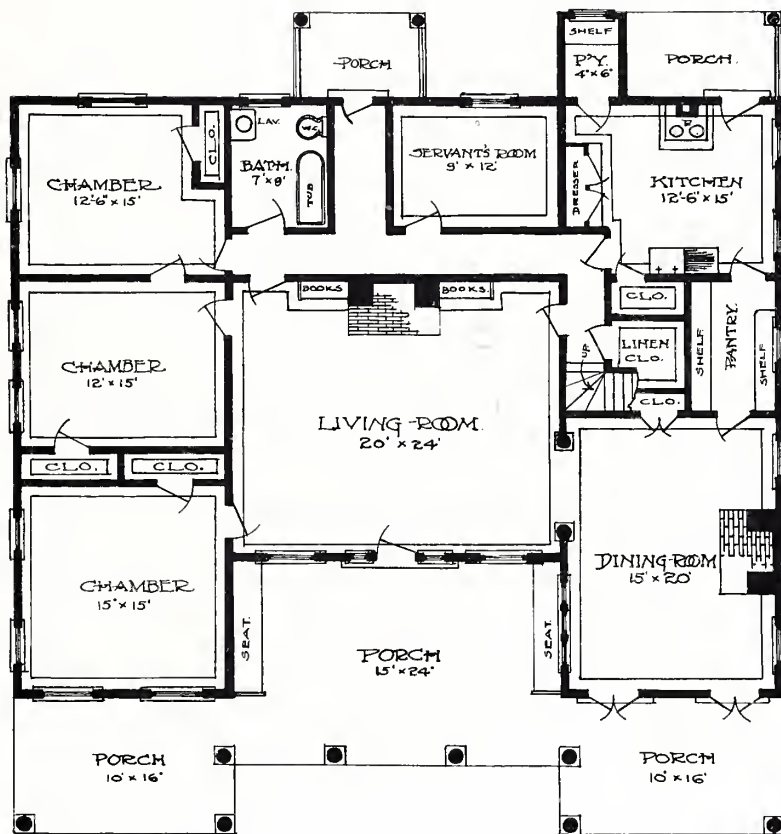 SHELF
P'Y.
4'×6'
PORCH
PORCH.
LAV.
W.C.
CLO.
BATH.
7'×9'
TUB
SERVANT'S ROOM
9'×12'
DRESSER
R
KITCHEN
12'-6"×15'
CHAMBER
12'-6"×15'
BOOKS
BOOKS.
CLO.
CHAMBER
12'×15'
LIVING-ROOM.
20'×24'
UP
LINEN
CLO.
SHELF
PANTRY.
SHELF
CLO.
CLO.
CLO.
CHAMBER
15'×15'
DINING-ROOM
15'×20'
SEAT.
SEAT.
PORCH
15'×24'
PORCH
10'×16'
PORCH
10'×16'